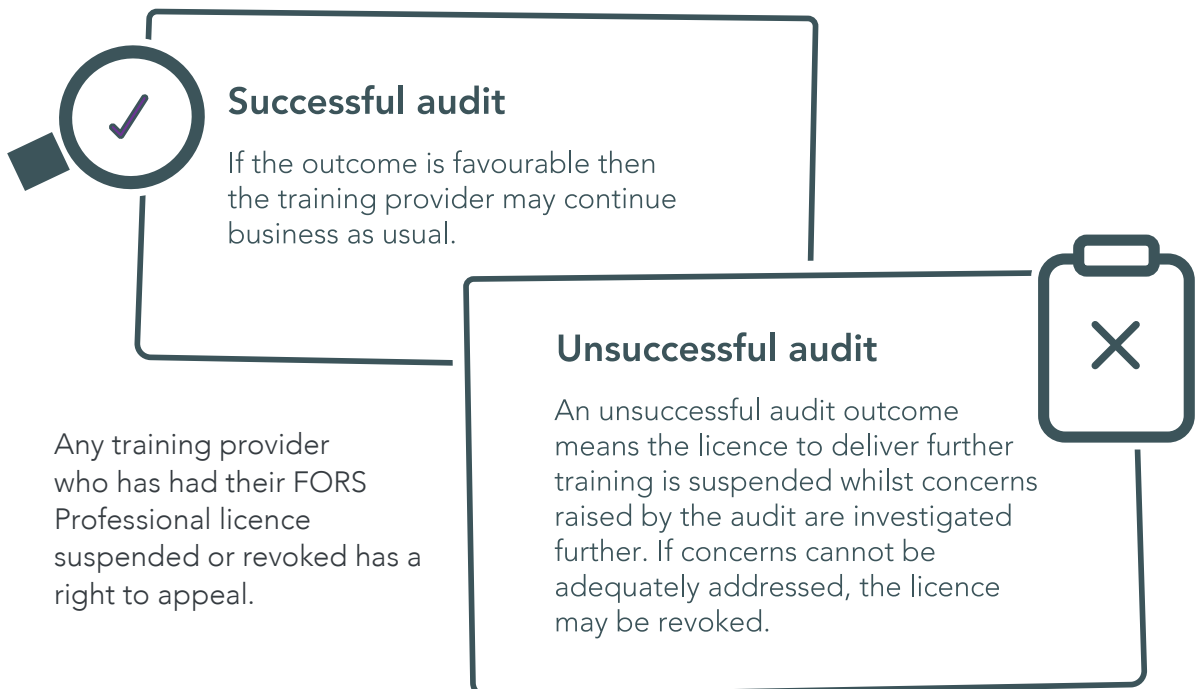 Successful audit
If the outcome is favourable then
the training provider may continue
business as usual.
Unsuccessful audit
An unsuccessful audit outcome
means the licence to deliver further
training is suspended whilst concerns
raised by the audit are investigated
further. If concerns cannot be
adequately addressed, the licence
may be revoked.
Any training provider
who has had their FORS
Professional licence
suspended or revoked has a
right to appeal.